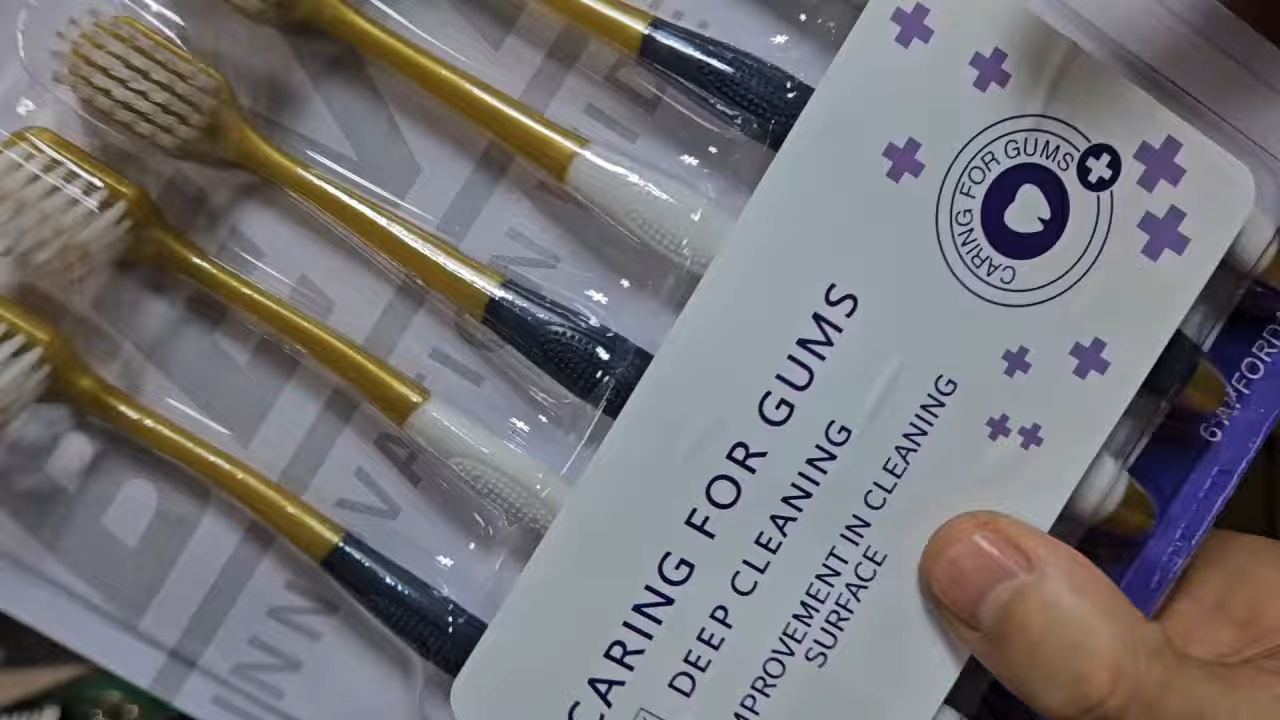 CARING FOR GUMS
CARING FOR GUMS
DEEP CLEANING
IMPROVEMENT IN CLEANING
SURFACE